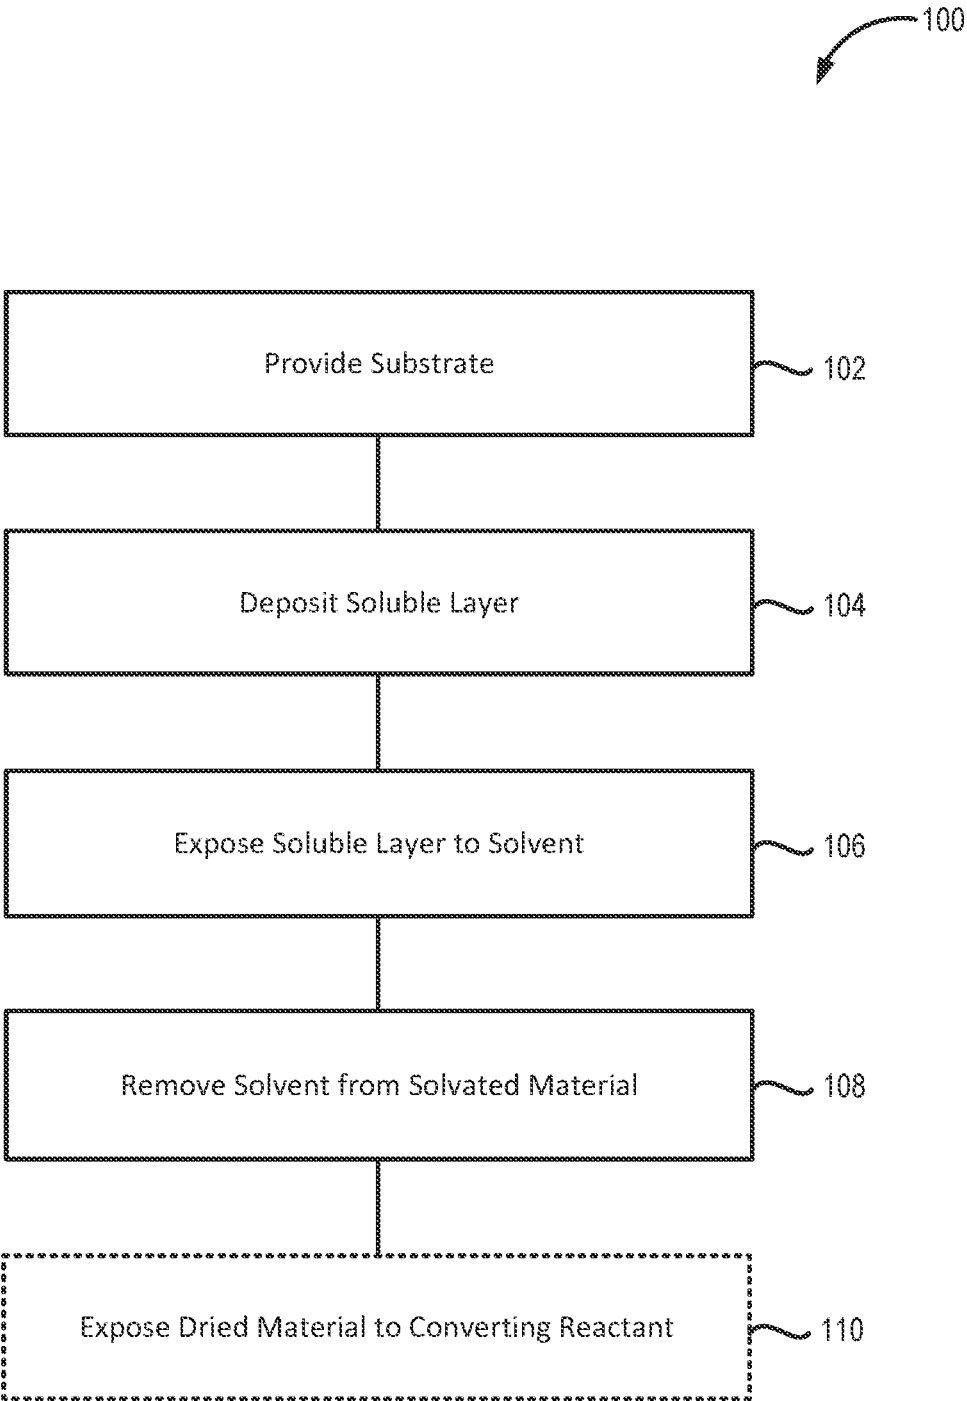 100
Provide Substrate
102
Deposit Soluble Layer
104
Expose Soluble Layer to Solvent
106
Remove Solvent from Solvated Material
108
Expose Dried Material to Converting Reactant
110